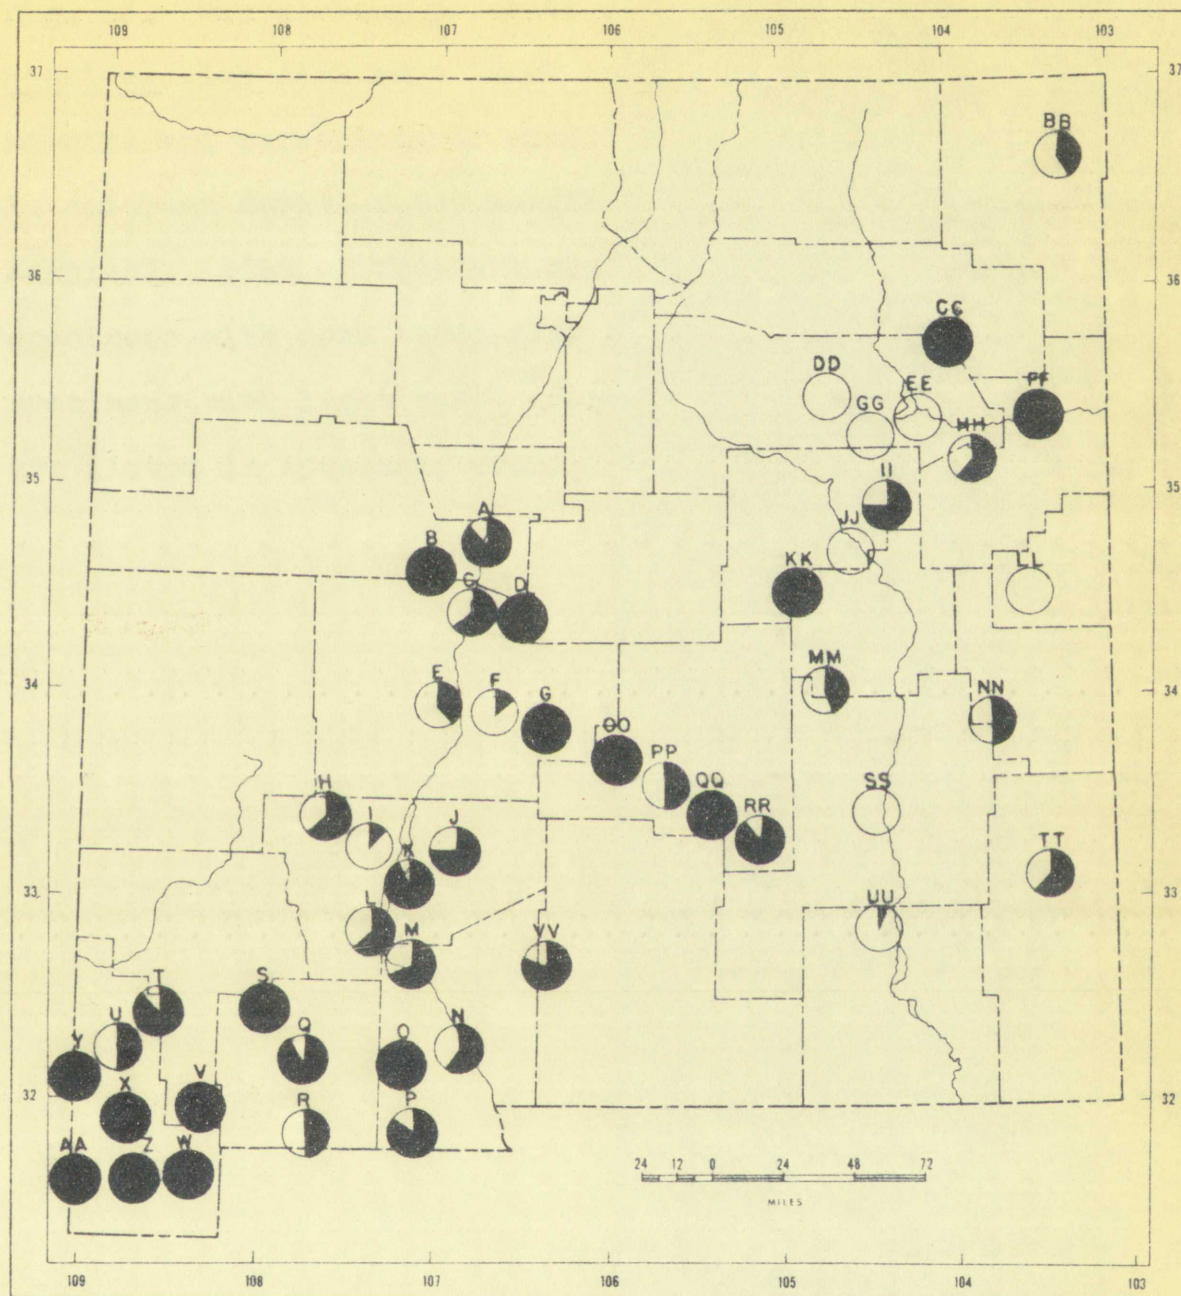 109 108 107 106 105 104 103
37 37
BB
36 36
CC
DD EE FF
GG
HH
35 35
II
A
JJ
B KK LL
C D
MM
E F NN
34 G 34
OO
PP
H QQ SS
I J RR
K TT
33 33
L M VV UU
T S
U Q O N
Y V
X R P
32 32
AA Z W
24 12 0 24 48 72
MILES
109 108 107 106 105 104 103